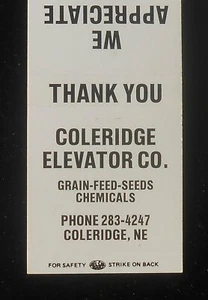 WE
APPRECIATE
THANK YOU
COLERIDGE
ELEVATOR CO.
GRAIN-FEED-SEEDS
CHEMICALS
PHONE 283-4247
COLERIDGE, NE
FOR SAFETY STRIKE ON BACK